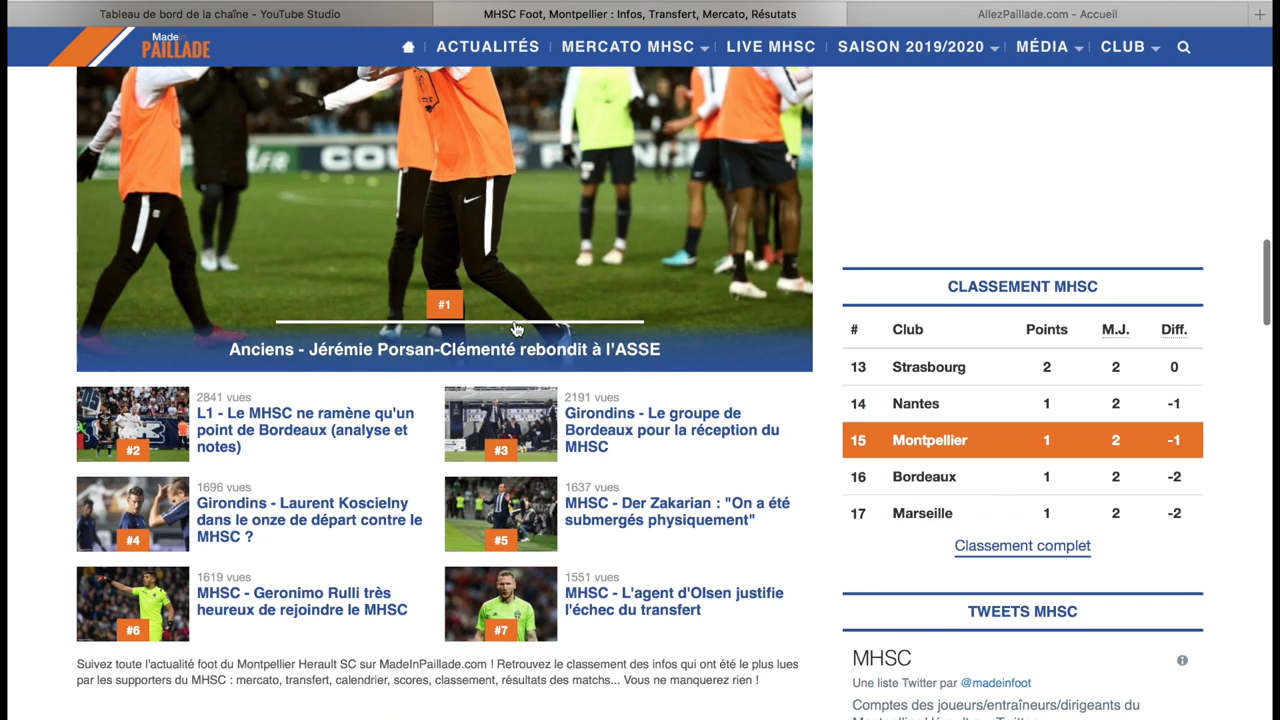 Tableau de bord de la chaîne - YouTube Studio
MHSC Foot, Montpellier : Infos, Transfert, Mercato, Résutats
AllezPaillade.com - Accueil
Made in
PAILLADE
ACTUALITÉS
MERCATO MHSC
LIVE MHSC
SAISON 2019/2020
MÉDIA
CLUB
#1
Anciens - Jérémie Porsan-Clémenté rebondit à l'ASSE
2841 vues
L1 - Le MHSC ne ramène qu'un
point de Bordeaux (analyse et
notes)
#2
2191 vues
Girondins - Le groupe de
Bordeaux pour la réception du
MHSC
#3
1696 vues
Girondins - Laurent Koscielny
dans le onze de départ contre le
MHSC ?
#4
1637 vues
MHSC - Der Zakarian : "On a été
submergés physiquement"
#5
1619 vues
MHSC - Geronimo Rulli très
heureux de rejoindre le MHSC
#6
1551 vues
MHSC - L'agent d'Olsen justifie
l'échec du transfert
#7
Suivez toute l'actualité foot du Montpellier Herault SC sur MadeInPaillade.com ! Retrouvez le classement des infos qui ont été le plus lues
par les supporters du MHSC : mercato, transfert, calendrier, scores, classement, résultats des matchs... Vous ne manquerez rien !
CLASSEMENT MHSC
# Club Points M.J. Diff.
13 Strasbourg 2 2 0
14 Nantes 1 2 -1
15 Montpellier 1 2 -1
16 Bordeaux 1 2 -2
17 Marseille 1 2 -2
Classement complet
TWEETS MHSC
MHSC
Une liste Twitter par @madeinfoot
Comptes des joueurs/entraîneurs/dirigeants du